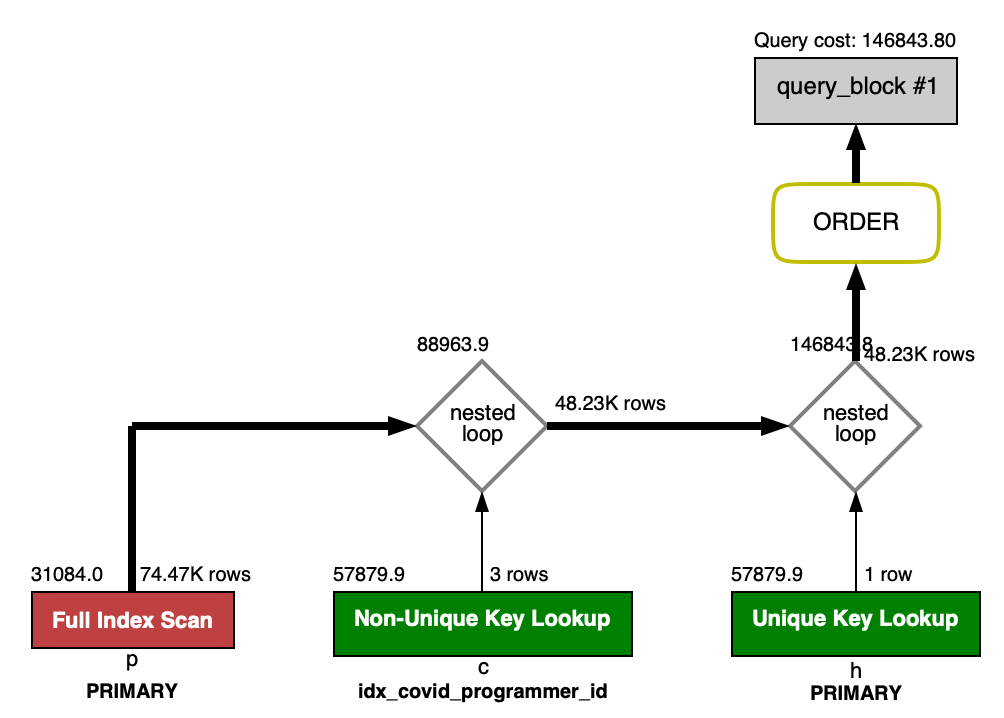 Query cost: 146843.80
query_block #1
ORDER
88963.9
146843.8
48.23K rows
nested
loop
48.23K rows
nested
loop
31084.0
74.47K rows
57879.9
3 rows
57879.9
1 row
Full Index Scan
Non-Unique Key Lookup
Unique Key Lookup
p
c
h
PRIMARY
idx_covid_programmer_id
PRIMARY